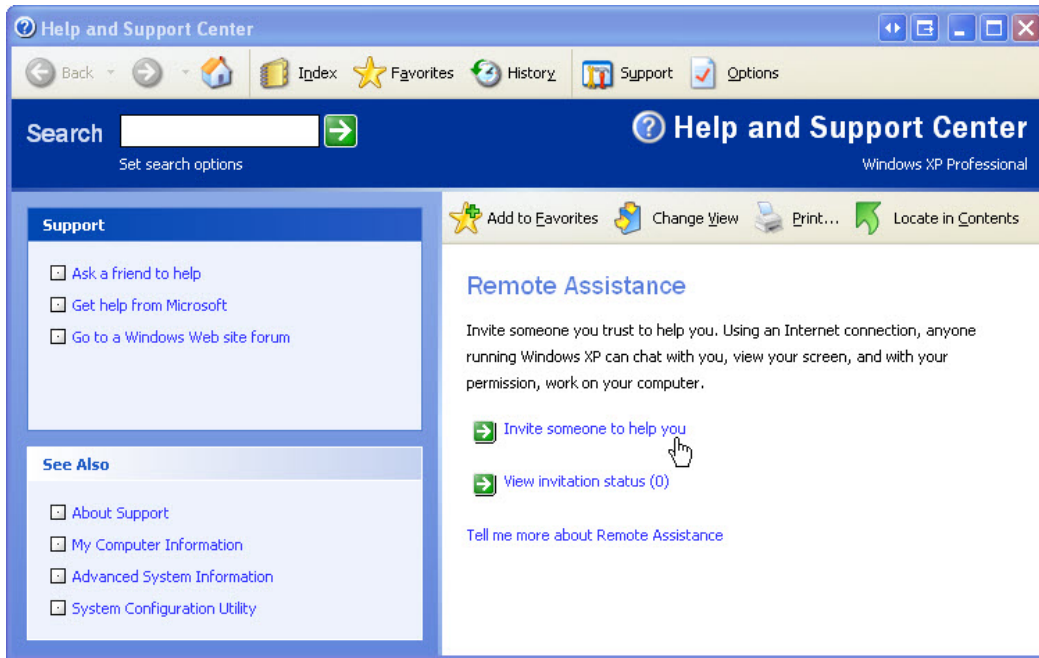 Help and Support Center
Back
Index
Favorites
History
Support
Options
Search
Set search options
Help and Support Center
Windows XP Professional
Support
Ask a friend to help
Get help from Microsoft
Go to a Windows Web site forum
See Also
About Support
My Computer Information
Advanced System Information
System Configuration Utility
Add to Favorites
Change View
Print...
Locate in Contents
Remote Assistance
Invite someone you trust to help you. Using an Internet connection, anyone
running Windows XP can chat with you, view your screen, and with your
permission, work on your computer.
Invite someone to help you
View invitation status (0)
Tell me more about Remote Assistance